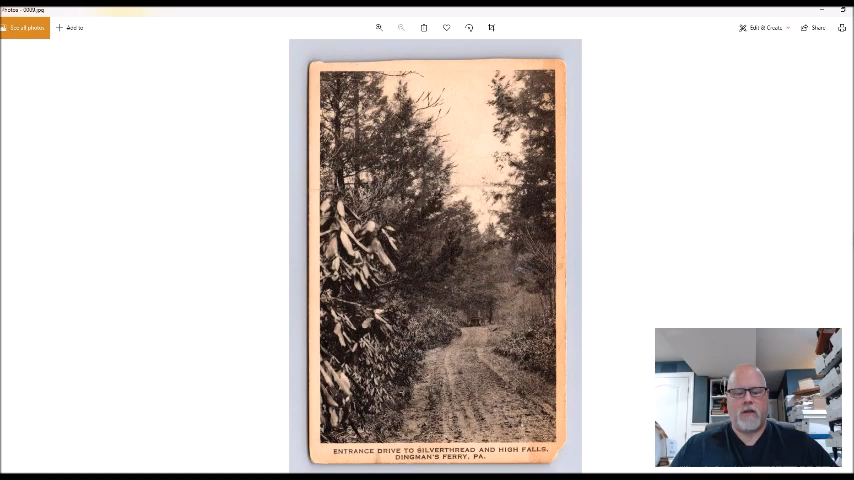 Photos - 0009.jpg
See all photos
Add to
Edit & Create
Share
ENTRANCE DRIVE TO SILVERTHREAD AND HIGH FALLS,
DINGMAN'S FERRY, PA.